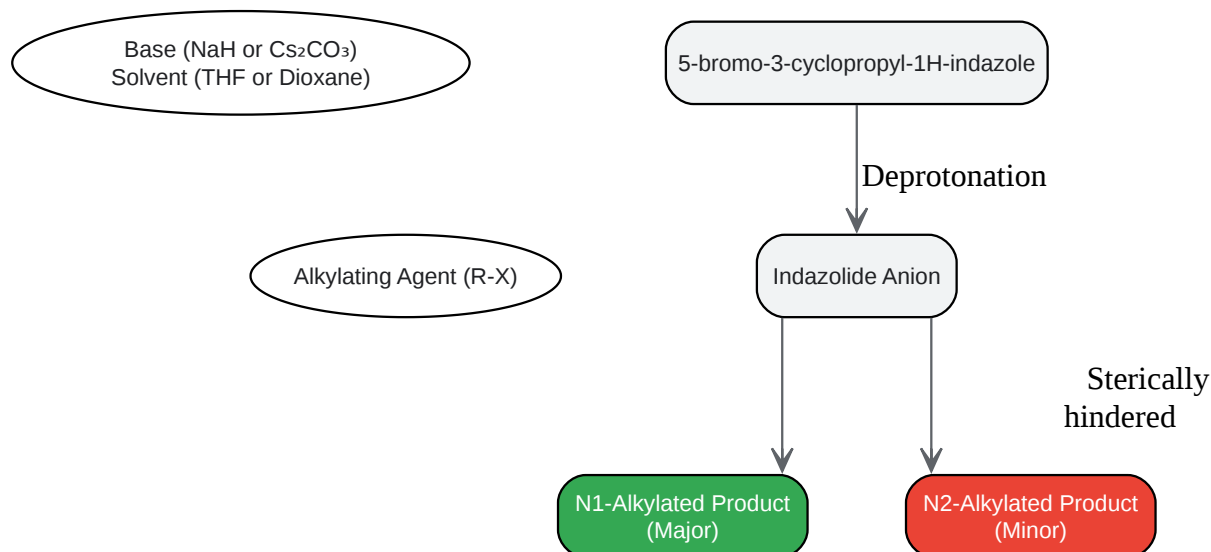 Base (NaH or Cs₂CO₃)
Solvent (THF or Dioxane)
5-bromo-3-cyclopropyl-1H-indazole
Deprotonation
Alkylating Agent (R-X)
Indazolide Anion
Sterically
hindered
N1-Alkylated Product
(Major)
N2-Alkylated Product
(Minor)